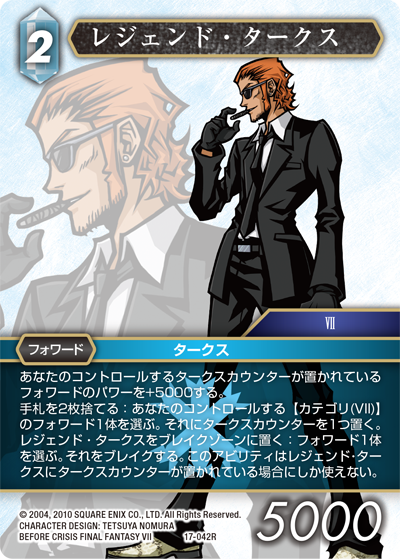 2
レジェンド・タークス
VII
フォワード
タークス
あなたのコントロールするタークスカウンターが置かれている
フォワードのパワーを+5000する。
手札を2枚捨てる：あなたのコントロールする【カテゴリ(VII)】
のフォワード1体を選ぶ。それにタークスカウンターを1つ置く。
レジェンド・タークスをブレイクゾーンに置く：フォワード1体
を選ぶ。それをブレイクする。このアビリティはレジェンド・ター
クスにタークスカウンターが置かれている場合にしか使えない。
© 2004, 2010 SQUARE ENIX CO., LTD. All Rights Reserved.
CHARACTER DESIGN: TETSUYA NOMURA
BEFORE CRISIS FINAL FANTASY VII
17-042R
5000